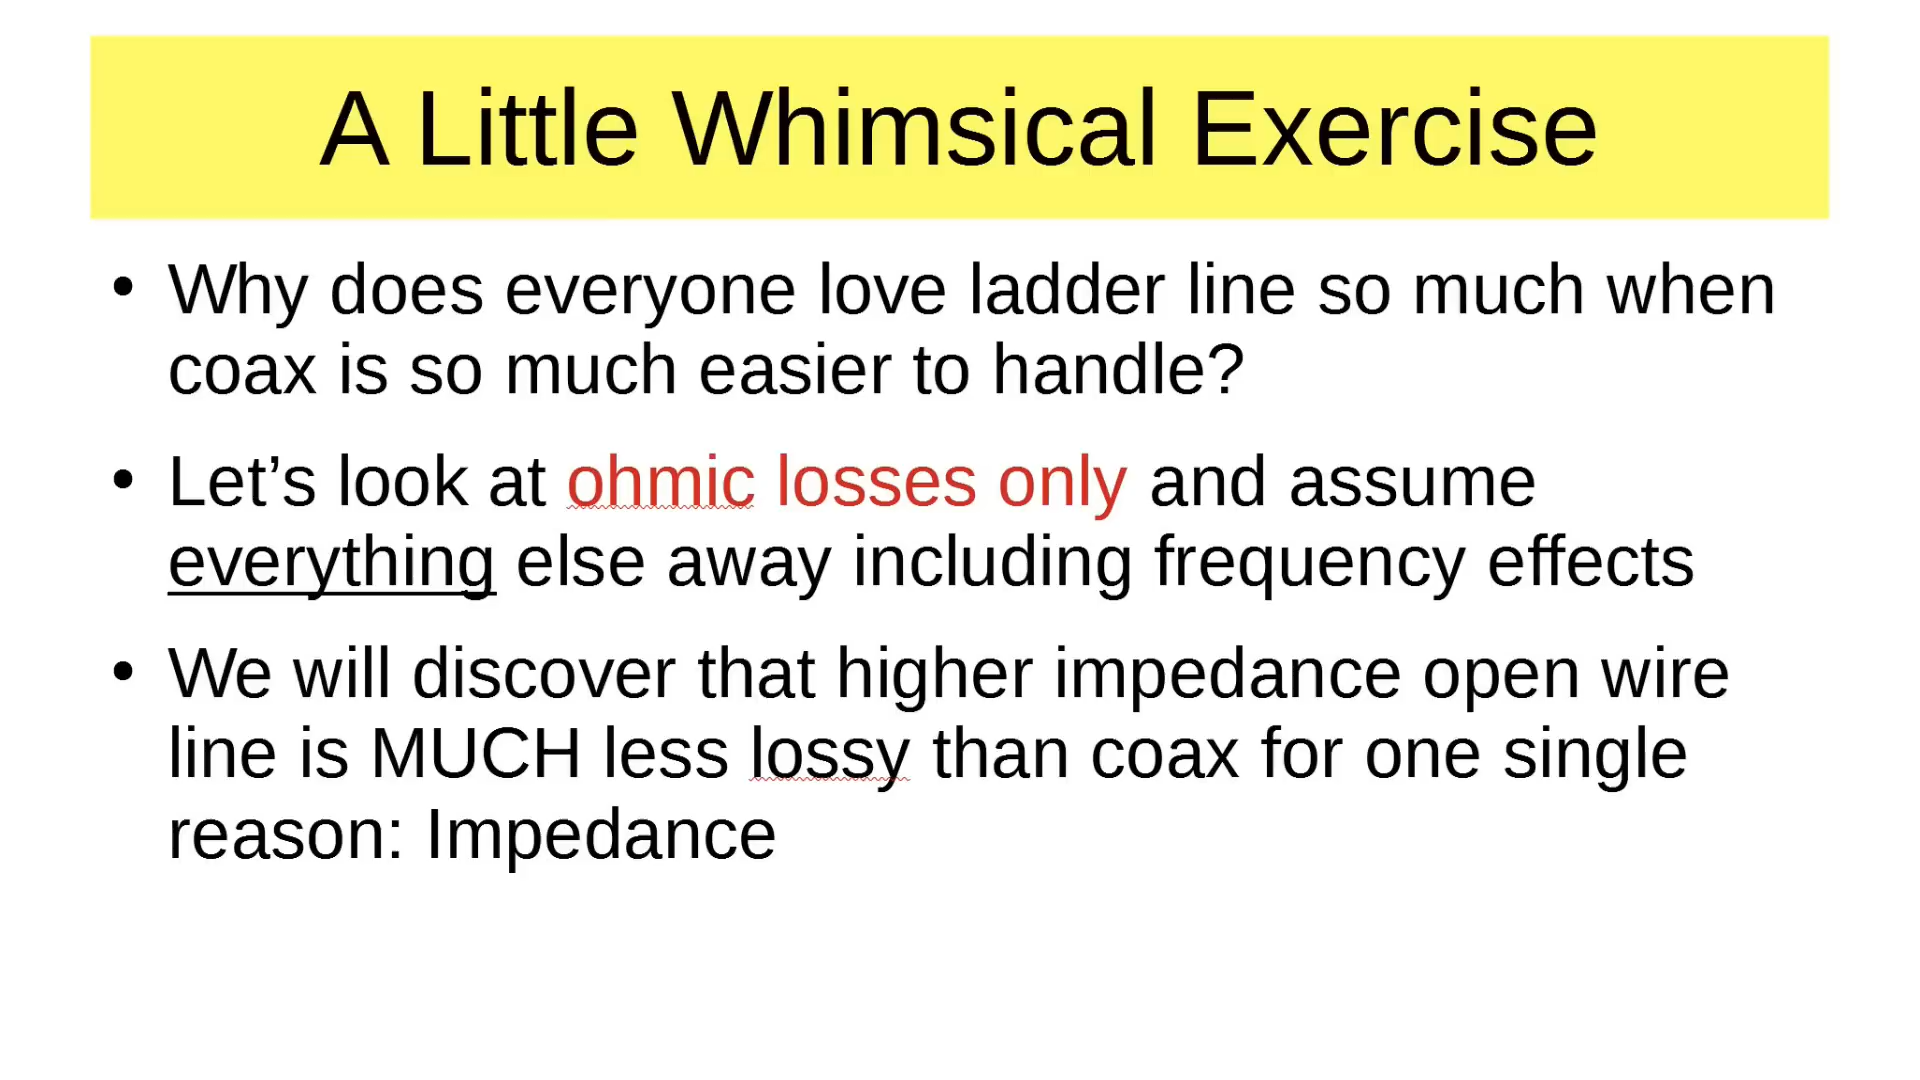 A Little Whimsical Exercise
• Why does everyone love ladder line so much when
coax is so much easier to handle?
• Let’s look at ohmic losses only and assume
everything else away including frequency effects
• We will discover that higher impedance open wire
line is MUCH less lossy than coax for one single
reason: Impedance